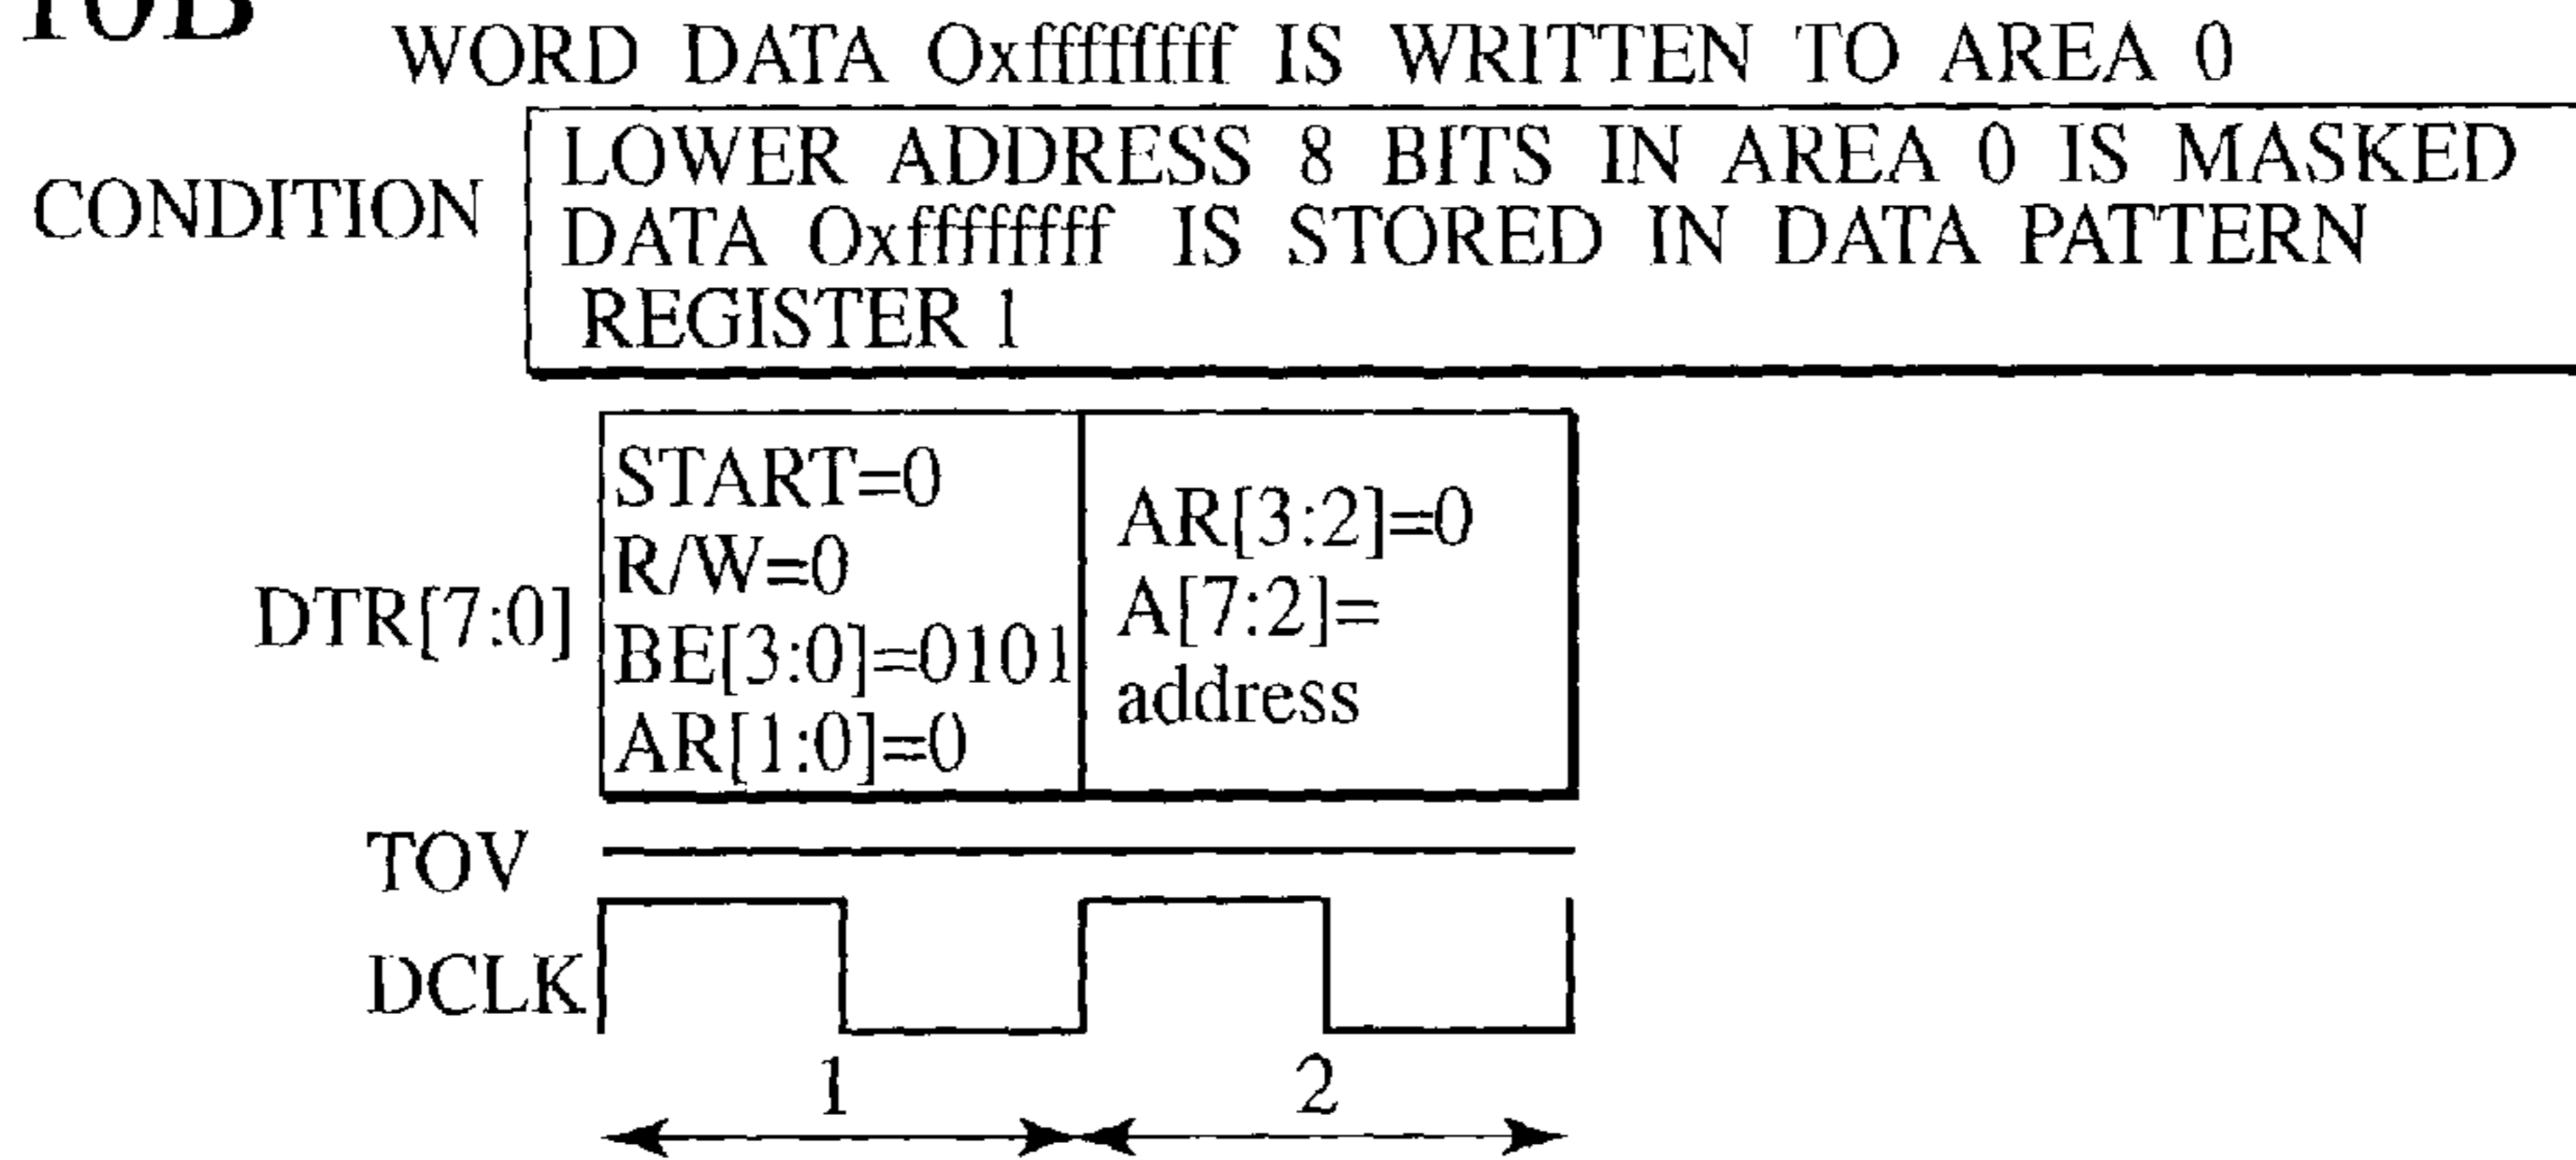 10B
WORD DATA Oxffffffff IS WRITTEN TO AREA 0
CONDITION
LOWER ADDRESS 8 BITS IN AREA 0 IS MASKED
DATA Oxffffffff IS STORED IN DATA PATTERN
REGISTER 1
DTR[7:0]
START=0
R/W=0
BE[3:0]=0101
AR[1:0]=0
AR[3:2]=0
A[7:2]=
address
TOV
DCLK
1 2